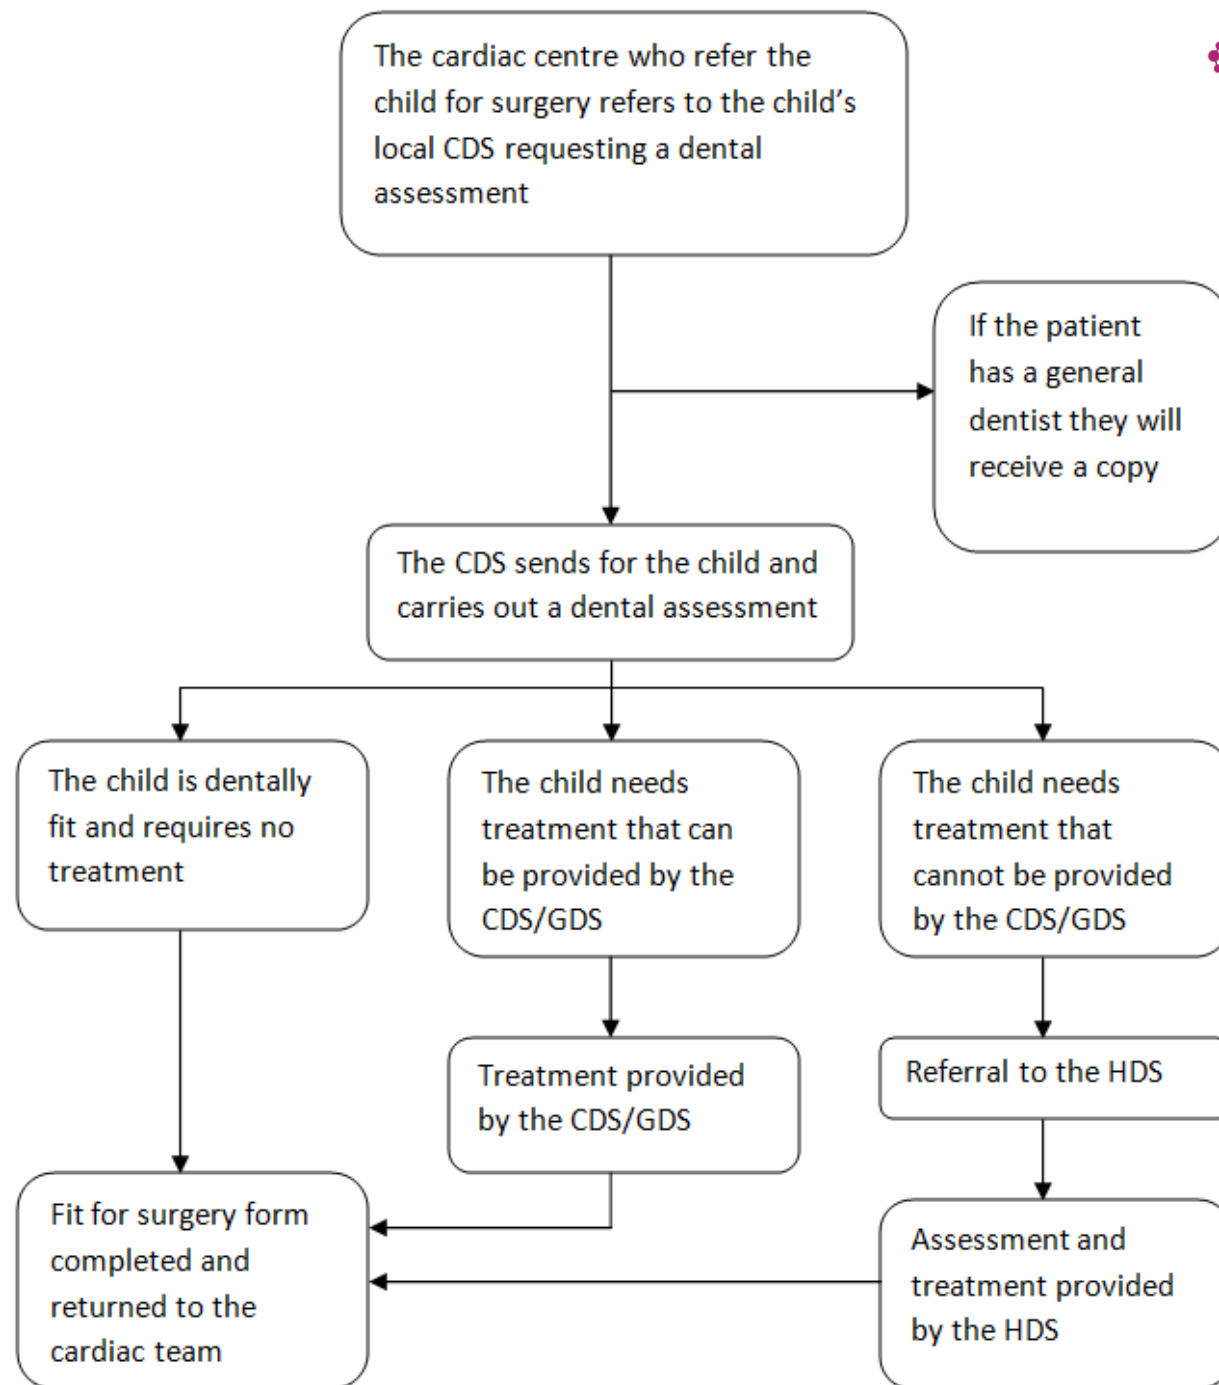 The cardiac centre who refer the
child for surgery refers to the child’s
local CDS requesting a dental
assessment
If the patient
has a general
dentist they will
receive a copy
The CDS sends for the child and
carries out a dental assessment
The child is dentally
fit and requires no
treatment
The child needs
treatment that can
be provided by the
CDS/GDS
The child needs
treatment that
cannot be provided
by the CDS/GDS
Treatment provided
by the CDS/GDS
Referral to the HDS
Fit for surgery form
completed and
returned to the
cardiac team
Assessment and
treatment provided
by the HDS